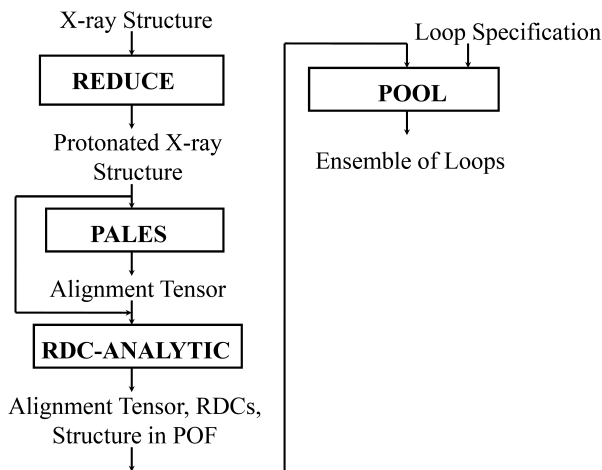 X-ray Structure
REDUCE
Protonated X-ray
Structure
PALES
Alignment Tensor
RDC-ANALYTIC
Alignment Tensor, RDCs,
Structure in POF
Loop Specification
POOL
Ensemble of Loops